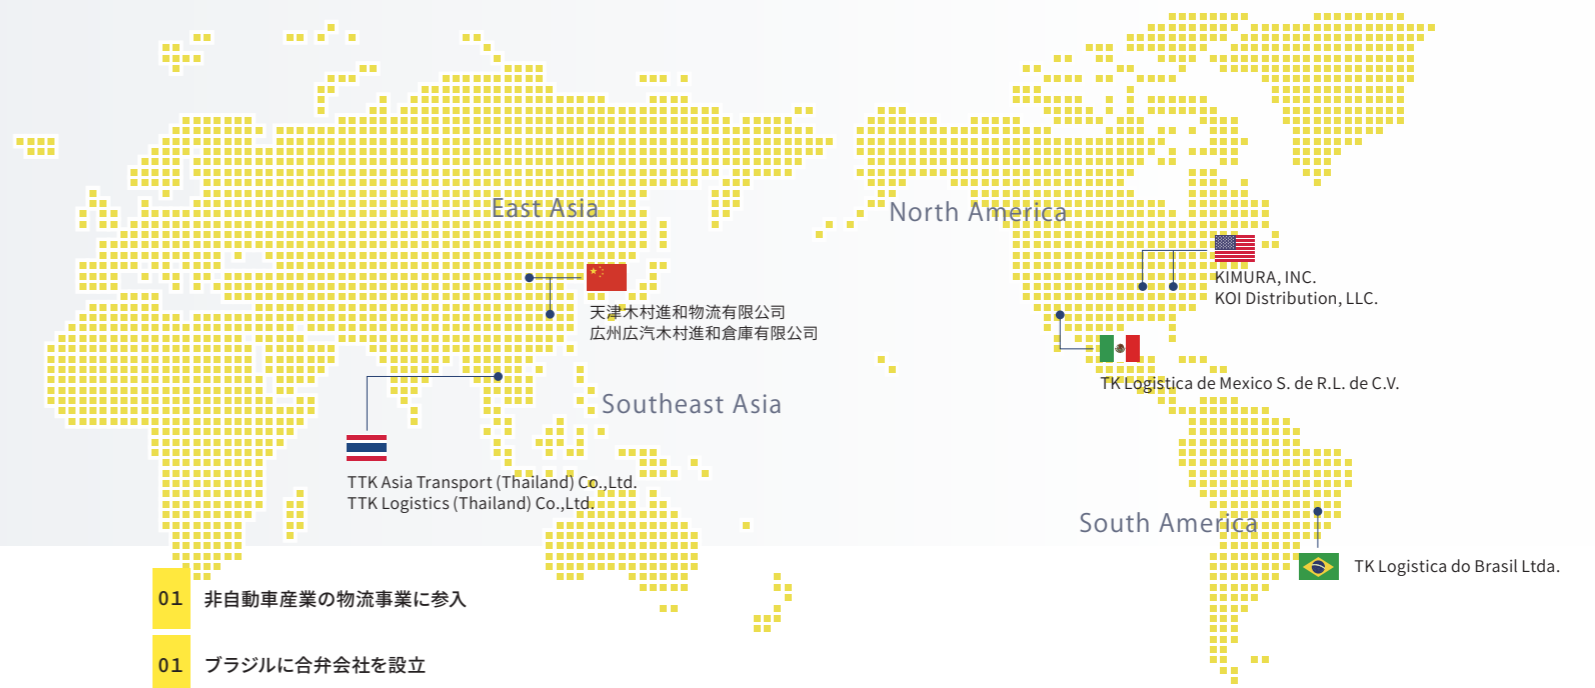 East Asia
North America
天津木村進和物流有限公司
広州広汽木村進和倉庫有限公司
KIMURA, INC.
KOI Distribution, LLC.
TK Logistica de Mexico S. de R.L. de C.V.
Southeast Asia
TTK Asia Transport (Thailand) Co.,Ltd.
TTK Logistics (Thailand) Co.,Ltd.
South America
TK Logistica do Brasil Ltda.
01 非自動車産業の物流事業に参入
01 ブラジルに合弁会社を設立